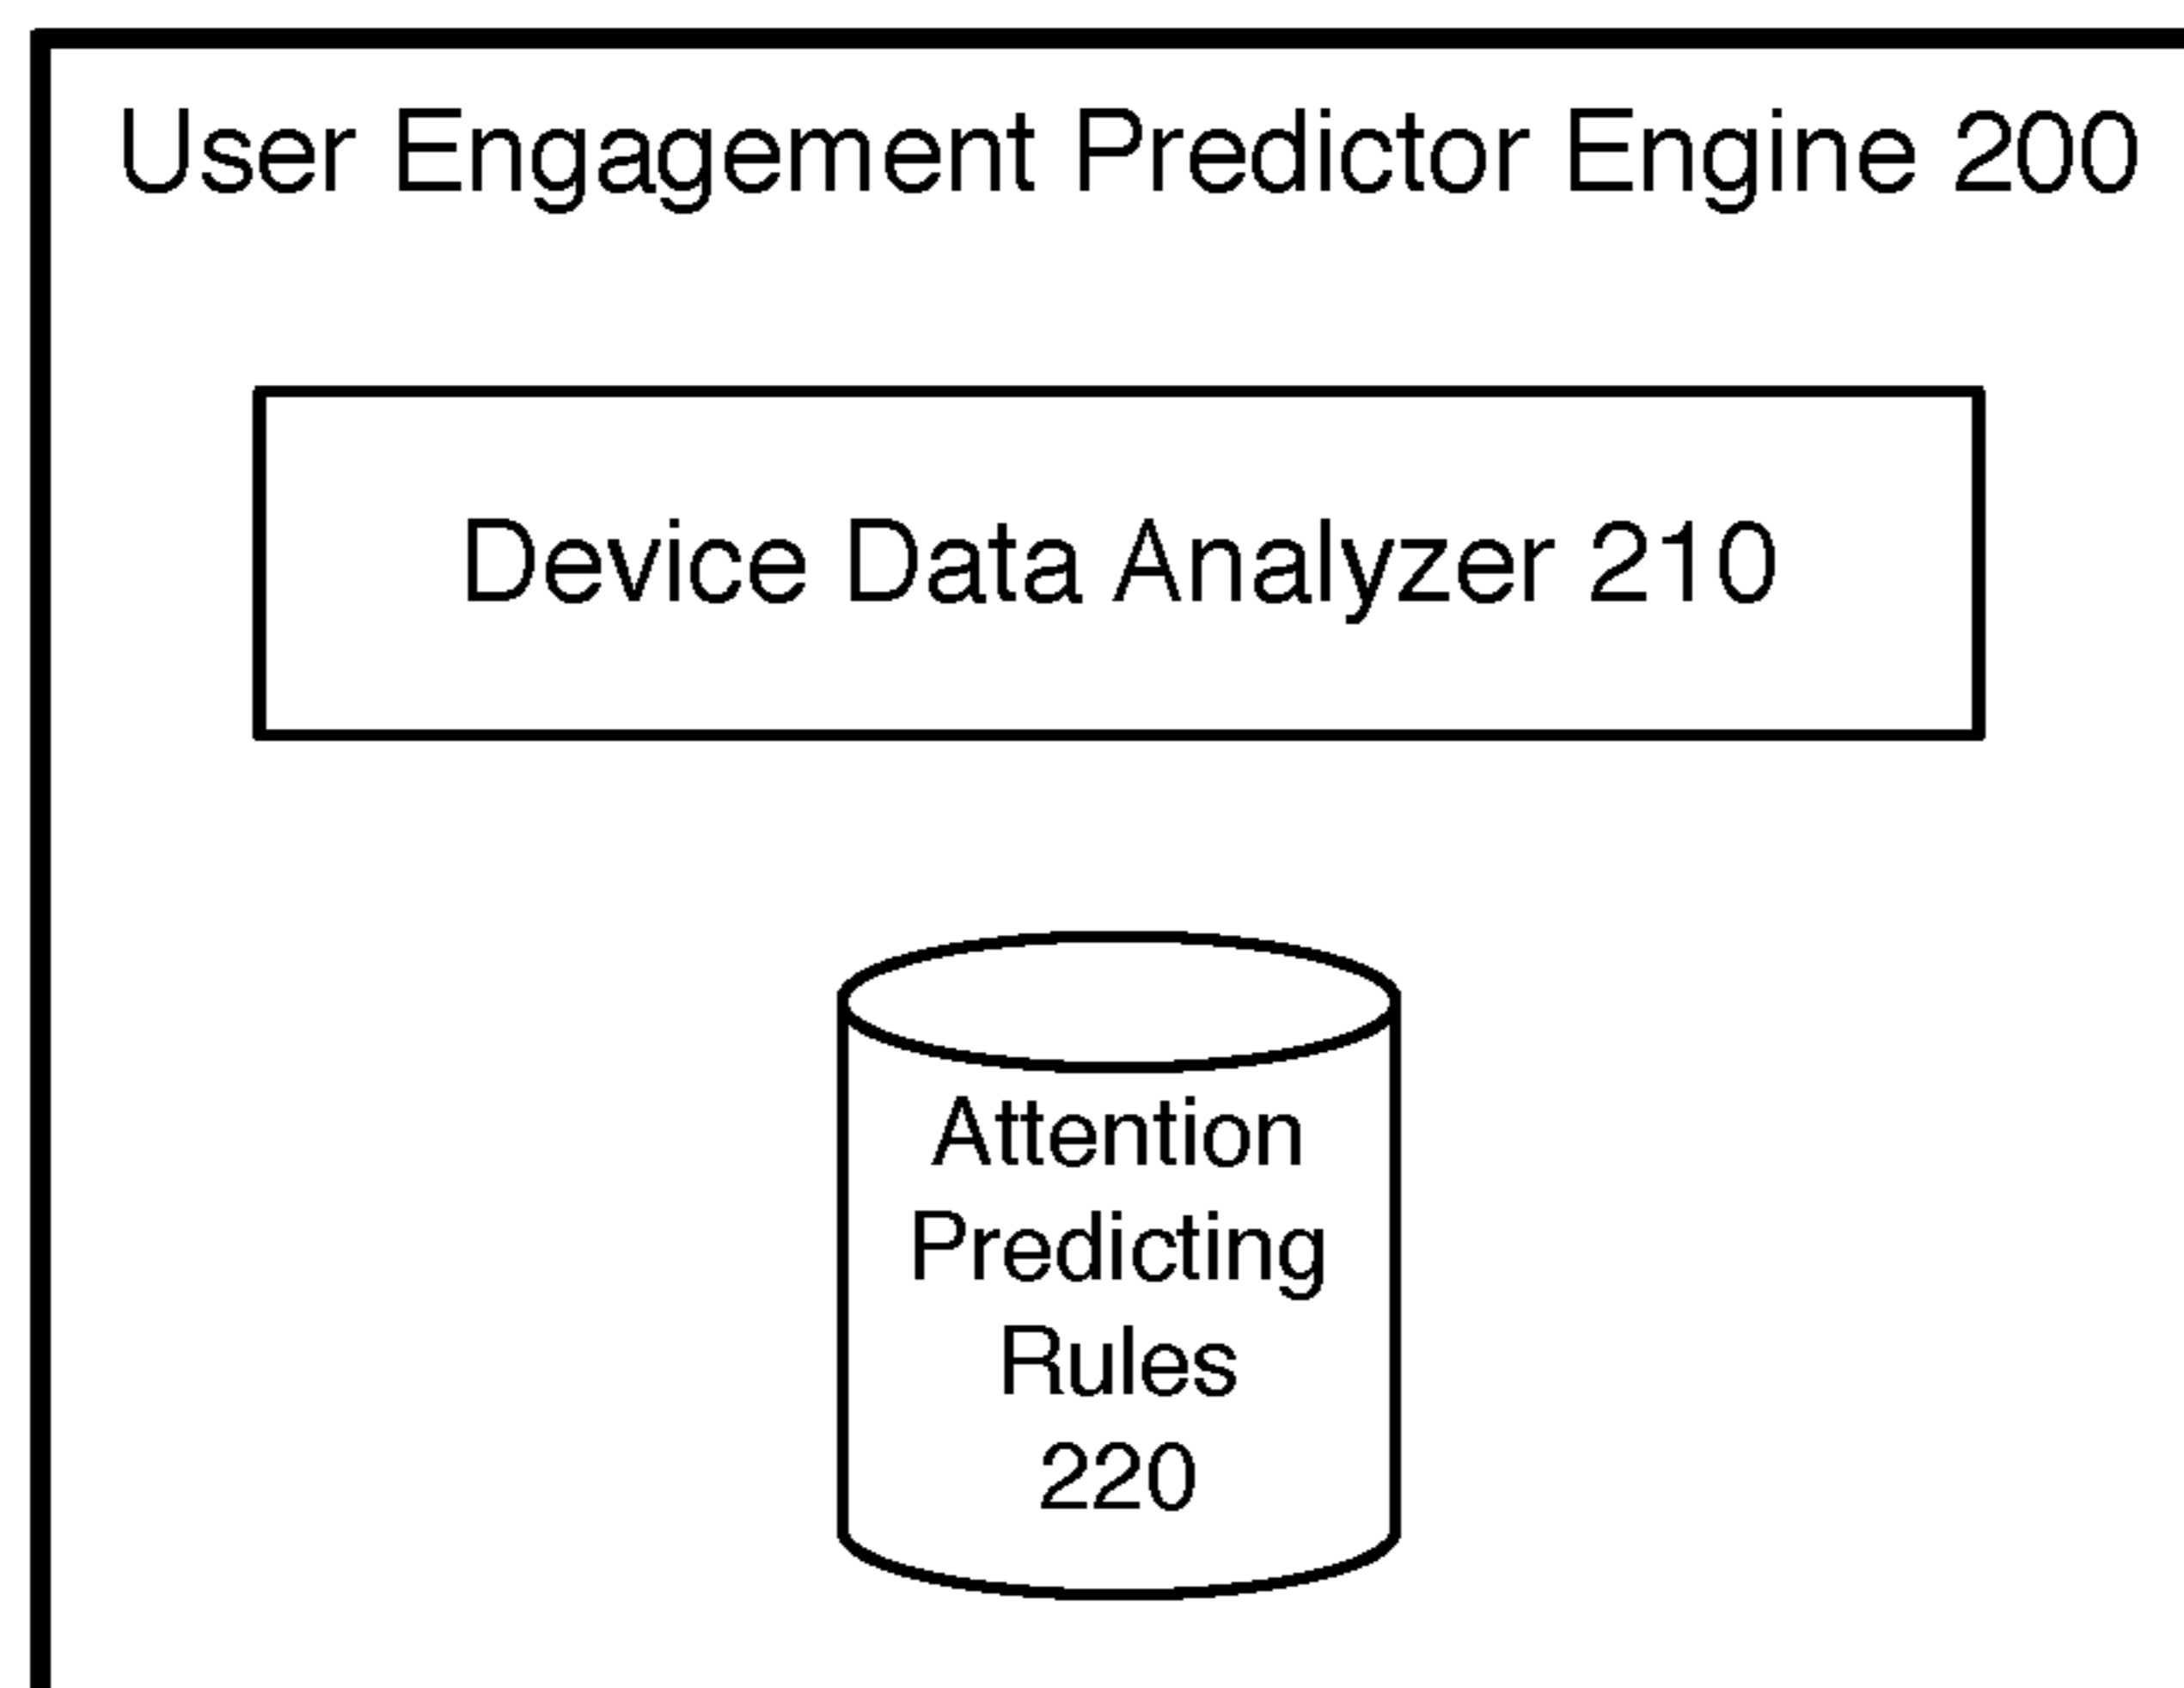 User Engagement Predictor Engine 200
Device Data Analyzer 210
Attention
Predicting
Rules
220